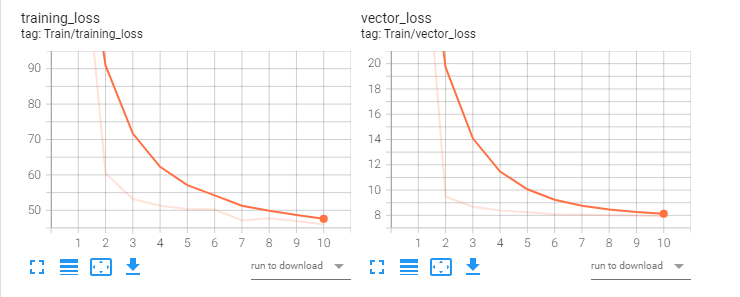 training_loss
tag: Train/training_loss
90
80
70
60
50
1 2 3 4 5 6 7 8 9 10
run to download
vector_loss
tag: Train/vector_loss
20
18
16
14
12
10
8
1 2 3 4 5 6 7 8 9 10
run to download